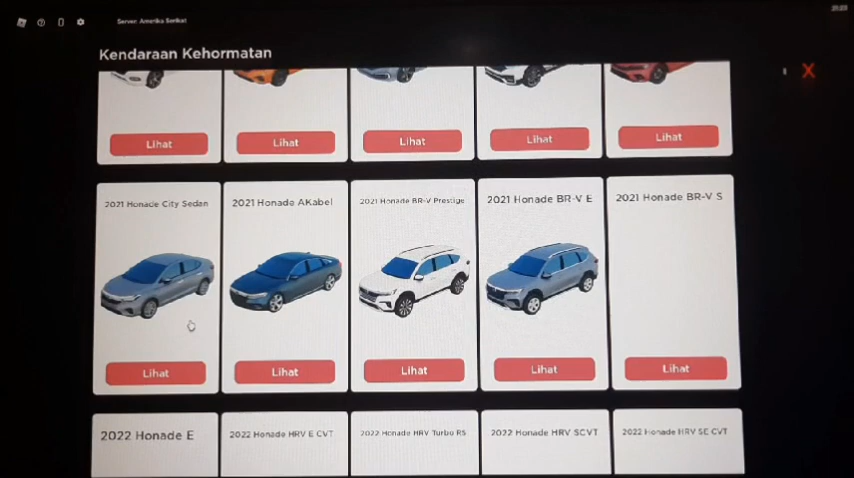 Server: Amerika Serikat
Kendaraan Kehormatan
X
Lihat
Lihat
Lihat
Lihat
Lihat
2021 Honade City Sedan
2021 Honade AKabel
2021 Honade BR-V Prestige
2021 Honade BR-V E
2021 Honade BR-V S
Lihat
Lihat
Lihat
Lihat
Lihat
2022 Honade E
2022 Honade HRV E CVT
2022 Honade HRV Turbo RS
2022 Honade HRV SCVT
2022 Honade HRV SE CVT